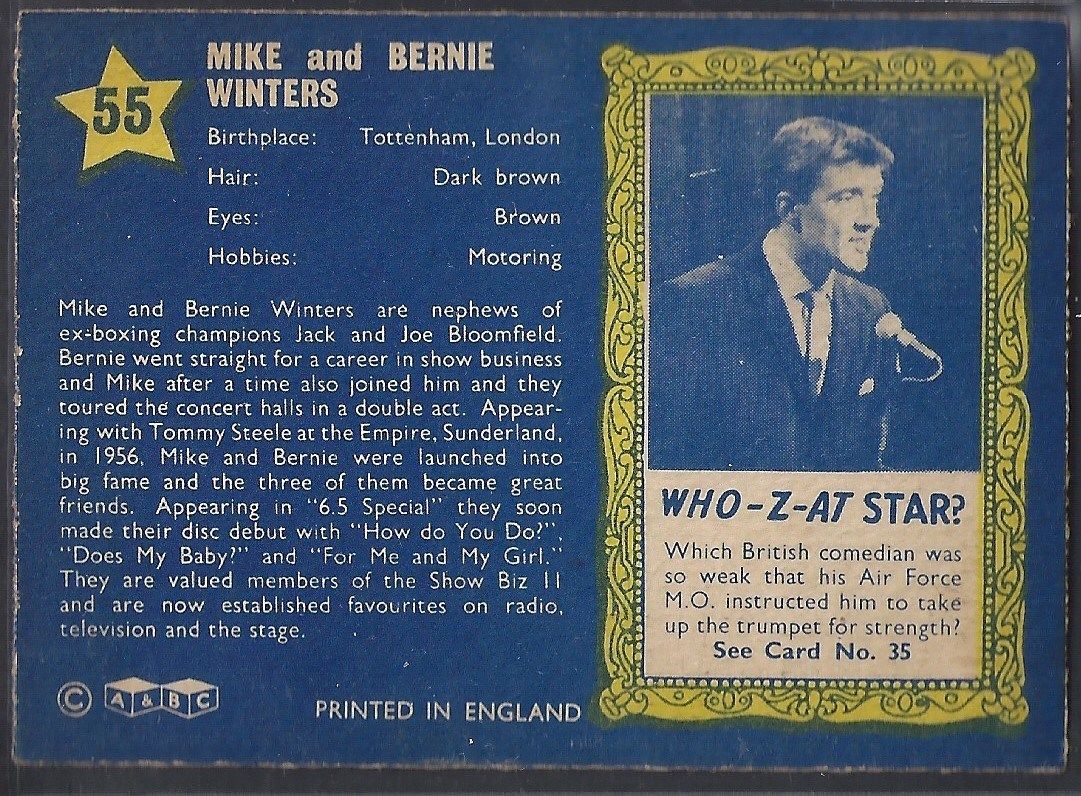 55
MIKE and BERNIE
WINTERS
Birthplace: Tottenham, London
Hair: Dark brown
Eyes: Brown
Hobbies: Motoring
Mike and Bernie Winters are nephews of
ex-boxing champions Jack and Joe Bloomfield.
Bernie went straight for a career in show business
and Mike after a time also joined him and they
toured the concert halls in a double act. Appear-
ing with Tommy Steele at the Empire, Sunderland,
in 1956, Mike and Bernie were launched into
big fame and the three of them became great
friends. Appearing in "6.5 Special" they soon
made their disc debut with "How do You Do?",
"Does My Baby?" and "For Me and My Girl."
They are valued members of the Show Biz 11
and are now established favourites on radio,
television and the stage.
© A & B C
PRINTED IN ENGLAND
WHO-Z-AT STAR?
Which British comedian was
so weak that his Air Force
M.O. instructed him to take
up the trumpet for strength?
See Card No. 35